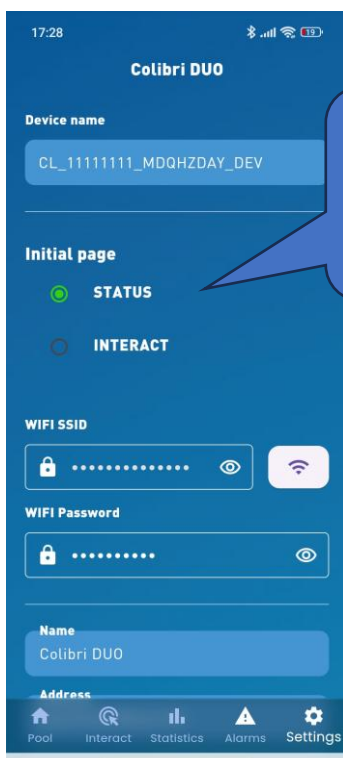 17:28
19
Colibri DUO
Device name
CL_11111111_MDQHZDAY_DEV
Initial page
STATUS
INTERACT
WIFI SSID
••••••••••••••
WIFI Password
••••••••••
Name
Colibri DUO
Address
Pool Interact Statistics Alarms Settings